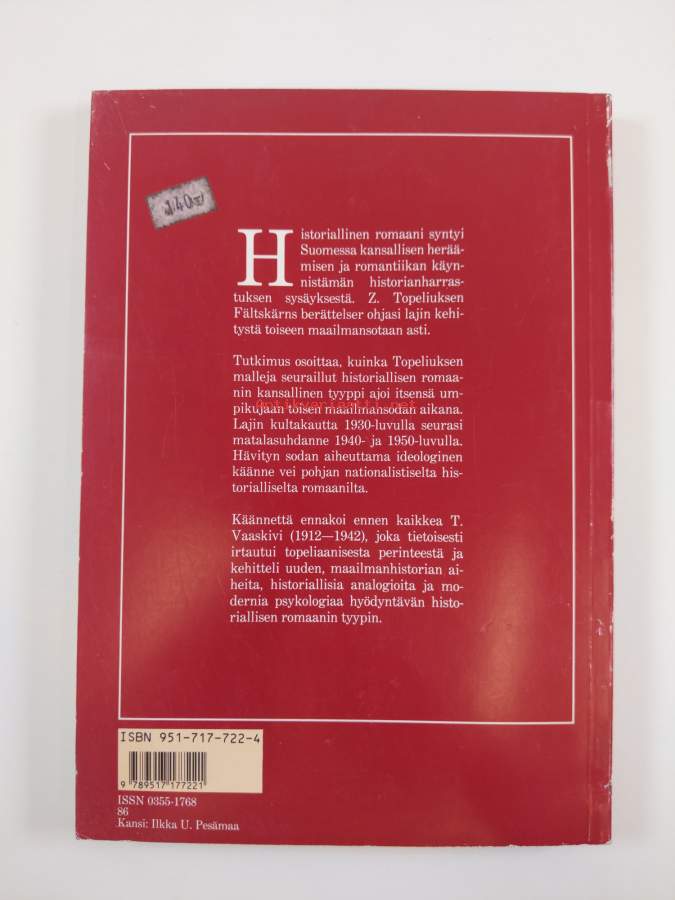 Historiallinen romaani syntyi
Suomessa kansallisen herää-
misen ja romantiikan käyn-
nistämän historianharras-
tuksen sysäyksestä. Z. Topeliuksen
Fältskärns berättelser ohjasi lajin kehi-
tystä toiseen maailmansotaan asti.
Tutkimus osoittaa, kuinka Topeliuksen
malleja seuraillut historiallisen romaa-
nin kansallinen tyyppi ajoi itsensä um-
pikujaan toisen maailmansodan aikana.
Lajin kultakautta 1930-luvulla seurasi
matalasuhdanne 1940- ja 1950-luvulla.
Hävityn sodan aiheuttama ideologinen
käänne vei pohjan nationalistiselta his-
torialliselta romaanilta.
Käännettä ennakoi ennen kaikkea T.
Vaaskivi (1912—1942), joka tietoisesti
irtautui topeliaanisesta perinteestä ja
kehitteli uuden, maailmanhistorian ai-
heita, historiallisia analogioita ja mo-
dernia psykologiaa hyödyntävän histo-
riallisen romaanin tyypin.
ISBN 951-717-722-4
9 789517 177221
ISSN 0355-1768
86
Kansi: Ilkka U. Pesämaa